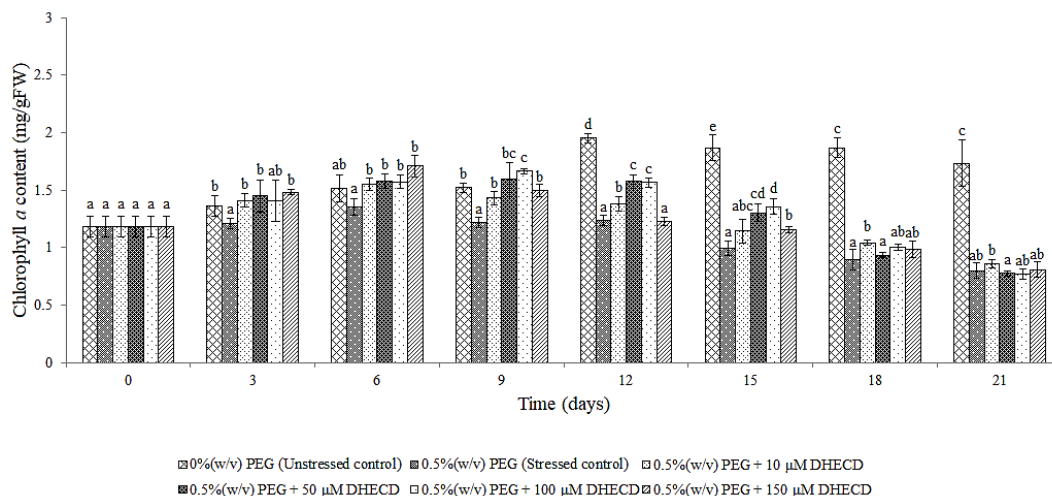 3
2.5
2
1.5
1
0.5
0
Chlorophyll a content (mg/gFW)
a a a a a a
b a b b ab b
ab a b b b b
b a b bc c b
d a b c c a
e a abc cd d b
c a b a ab ab
c a b a ab ab
0 3 6 9 12 15 18 21
Time (days)
0%(w/v) PEG (Unstressed control) 0.5%(w/v) PEG (Stressed control) 0.5%(w/v) PEG + 10 µM DHECD
0.5%(w/v) PEG + 50 µM DHECD 0.5%(w/v) PEG + 100 µM DHECD 0.5%(w/v) PEG + 150 µM DHECD